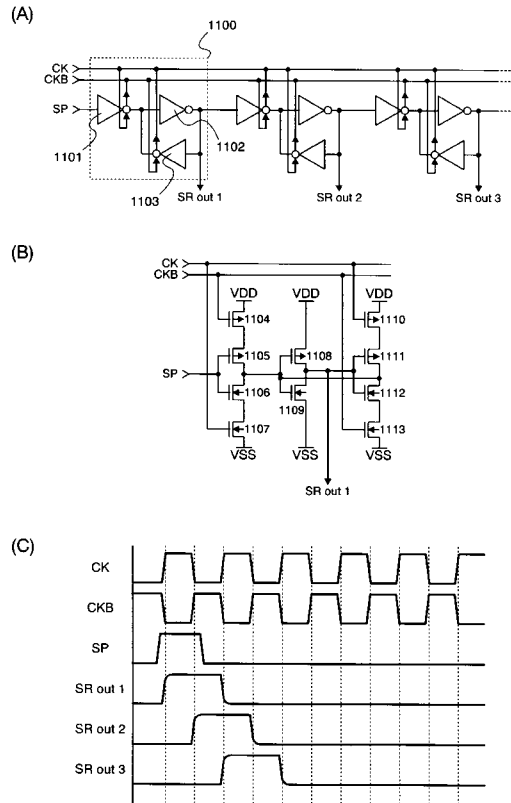 (A)
1100
CK
CKB
SP
1101
1102
1103
SR out 1
SR out 2
SR out 3
(B)
CK
CKB
VDD
VDD
VDD
1104
1110
1105
1108
1111
SP
1106
1109
1112
1107
1113
VSS
VSS
VSS
SR out 1
(C)
CK
CKB
SP
SR out 1
SR out 2
SR out 3